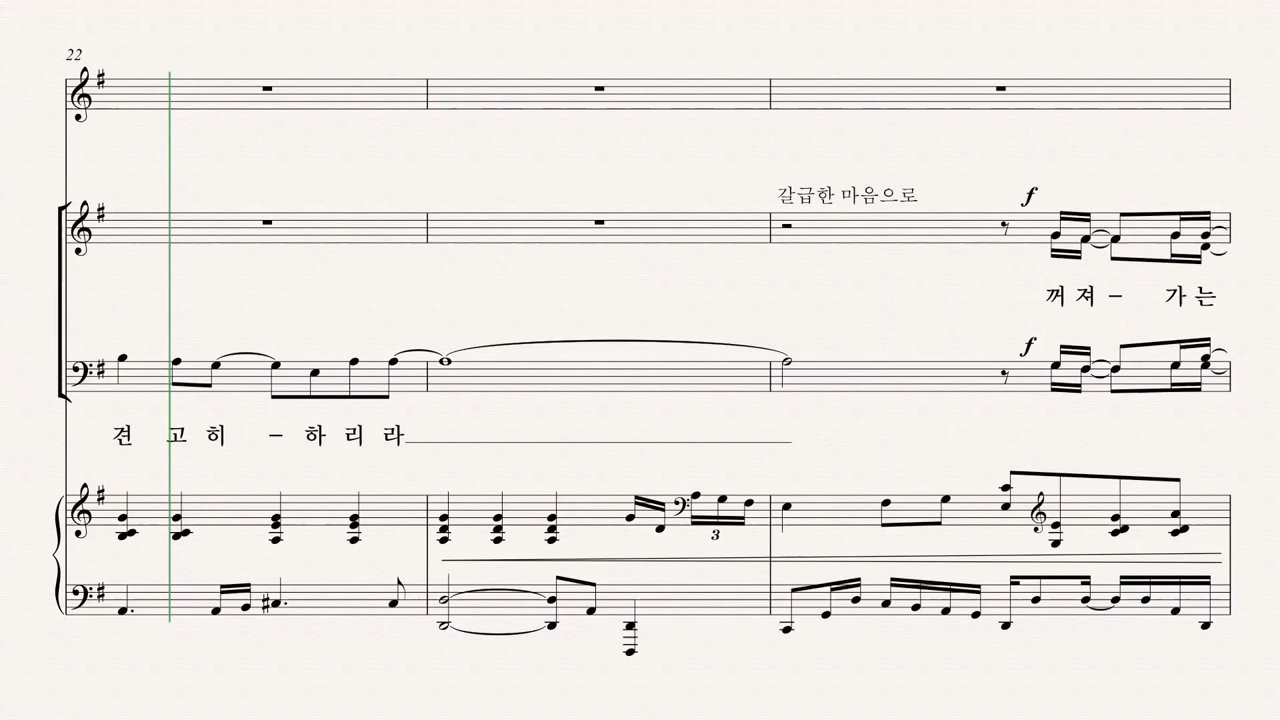 22
갈급한 마음으로
f
꺼 져 – 가 는
f
견 고 히 – 하 리 라
3